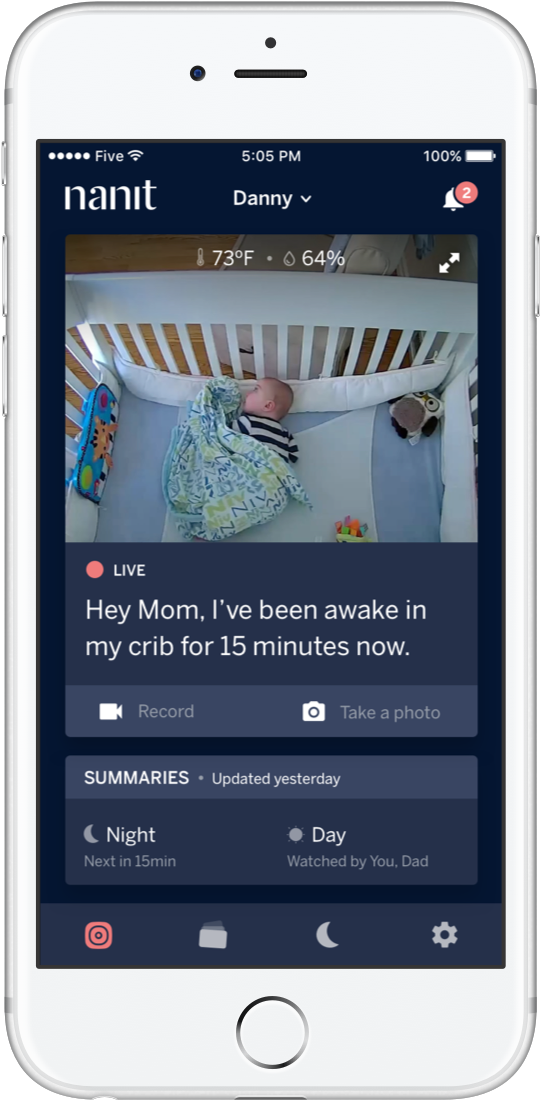 Five
5:05 PM
100%
nanit
Danny
2
73°F • 64%
LIVE
Hey Mom, I’ve been awake in
my crib for 15 minutes now.
Record
Take a photo
SUMMARIES • Updated yesterday
Night
Next in 15min
Day
Watched by You, Dad